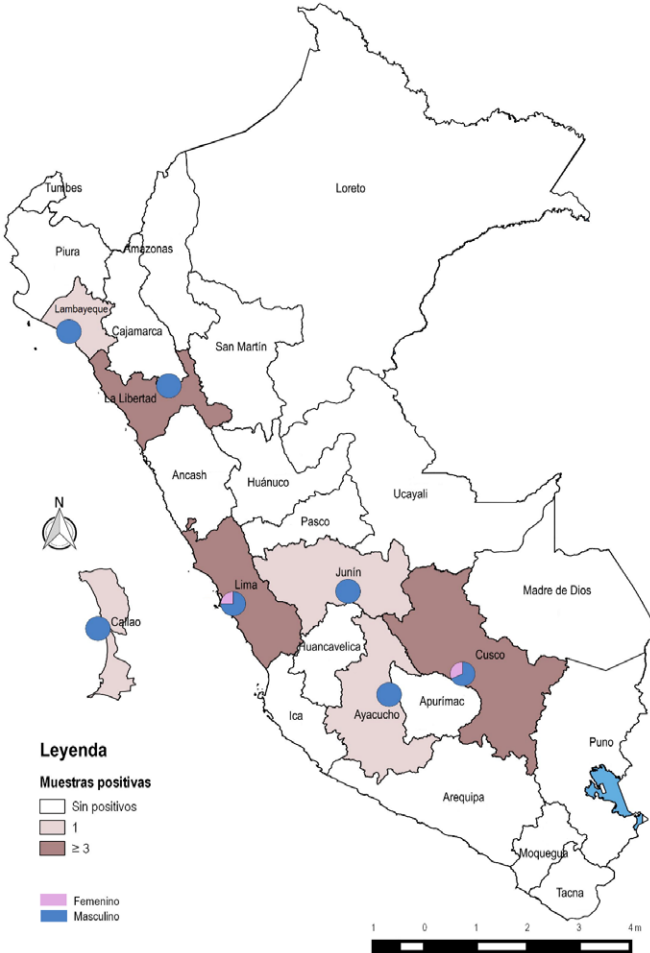 Tumbes
Loreto
Piura
Amazonas
Lambayeque
Cajamarca
San Martín
La Libertad
Ancash
Huánuco
Ucayali
Pasco
N
Junín
Lima
Madre de Dios
Callao
Huancavelica
Cusco
Apurímac
Ica
Ayacucho
Puno
Leyenda
Muestras positivas
Sin positivos
1
≥ 3
Arequipa
Moquegua
Tacna
Femenino
Masculino
1 0 1 2 3 4 m